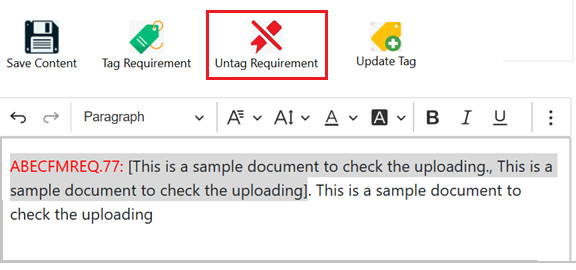 Save Content Tag Requirement Untag Requirement Update Tag
Paragraph A A A A B I U
ABECFMREQ.77: [This is a sample document to check the uploading., This is a
sample document to check the uploading]. This is a sample document to
check the uploading